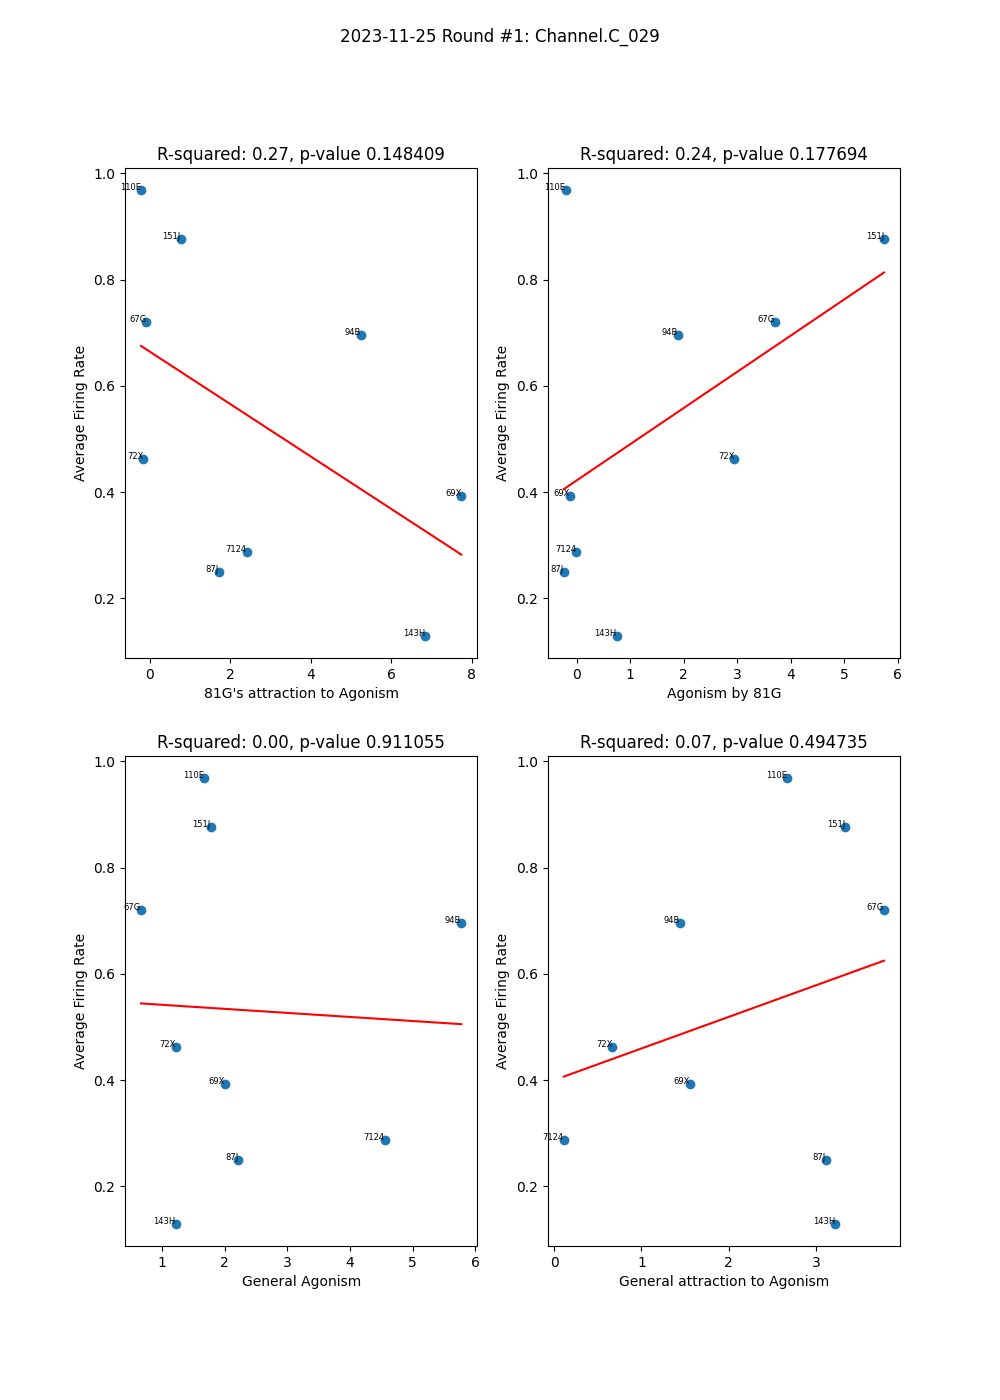 2023-11-25 Round #1: Channel.C_029
R-squared: 0.27, p-value 0.148409
1.0
0.8
0.6
0.4
0.2
Average Firing Rate
110E
151J
67G
94B
72X
69X
7124
87J
143H
0 2 4 6 8
81G's attraction to Agonism
R-squared: 0.24, p-value 0.177694
1.0
0.8
0.6
0.4
0.2
Average Firing Rate
110E
151J
67G
94B
72X
69X
7124
87J
143H
0 1 2 3 4 5 6
Agonism by 81G
R-squared: 0.00, p-value 0.911055
1.0
0.8
0.6
0.4
0.2
Average Firing Rate
110E
151J
67G
94B
72X
69X
7124
87J
143H
1 2 3 4 5 6
General Agonism
R-squared: 0.07, p-value 0.494735
1.0
0.8
0.6
0.4
0.2
Average Firing Rate
110E
151J
67G
94B
72X
69X
7124
87J
143H
0 1 2 3
General attraction to Agonism